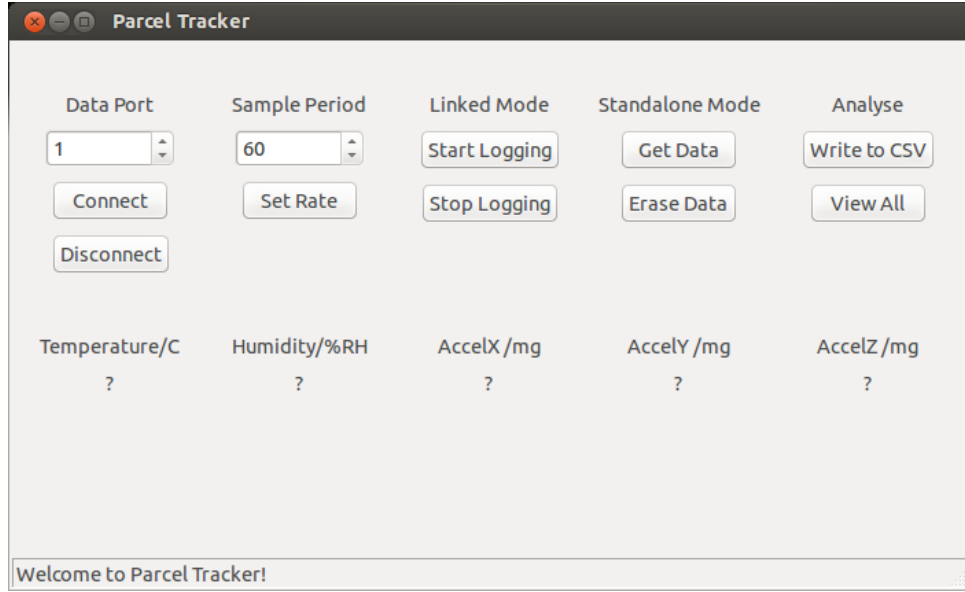 Parcel Tracker
Data Port Sample Period Linked Mode Standalone Mode Analyse
1 60 Start Logging Get Data Write to CSV
Connect Set Rate Stop Logging Erase Data View All
Disconnect
Temperature/C Humidity/%RH AccelX /mg AccelY /mg AccelZ /mg
? ? ? ? ?
Welcome to Parcel Tracker!